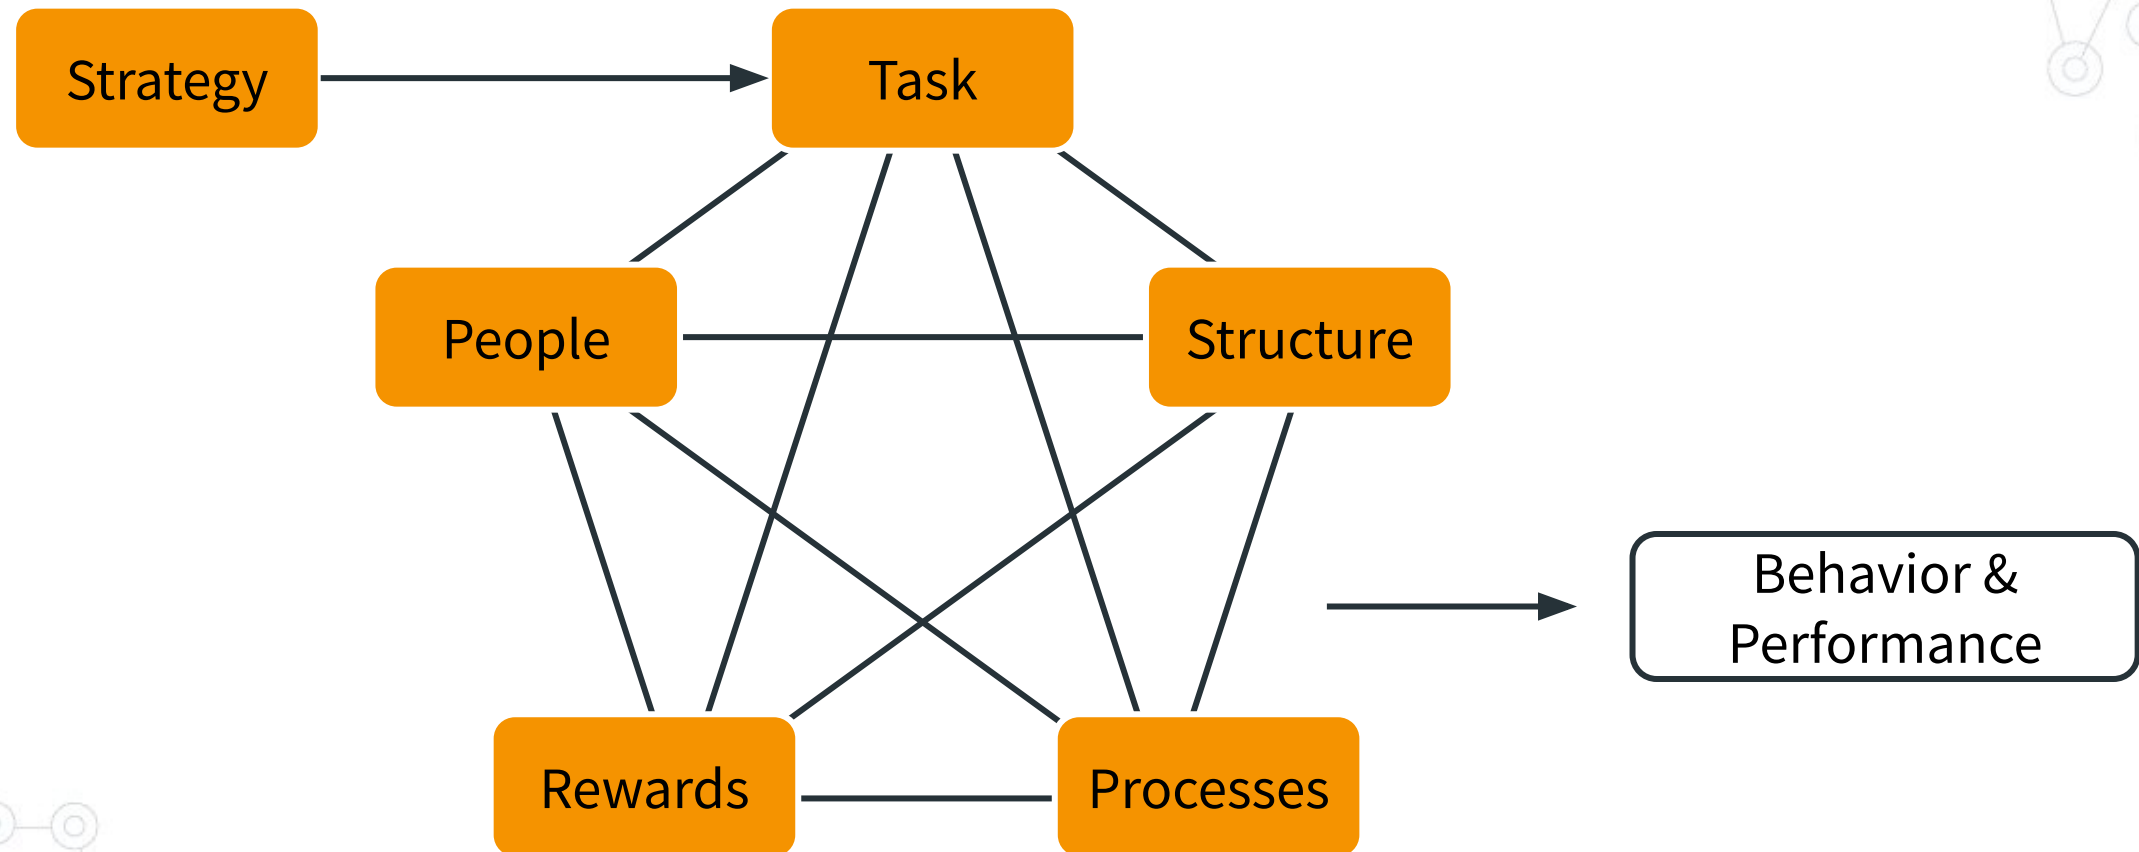 Strategy
Task
People
Structure
Behavior &
Performance
Rewards
Processes